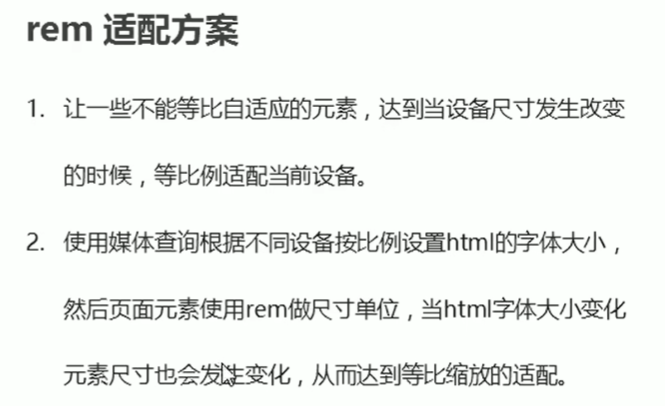 rem 适配方案
1. 让一些不能等比自适应的元素，达到当设备尺寸发生改变
的时候，等比例适配当前设备。
2. 使用媒体查询根据不同设备按比例设置html的字体大小，
然后页面元素使用rem做尺寸单位，当html字体大小变化
元素尺寸也会发生变化，从而达到等比缩放的适配。